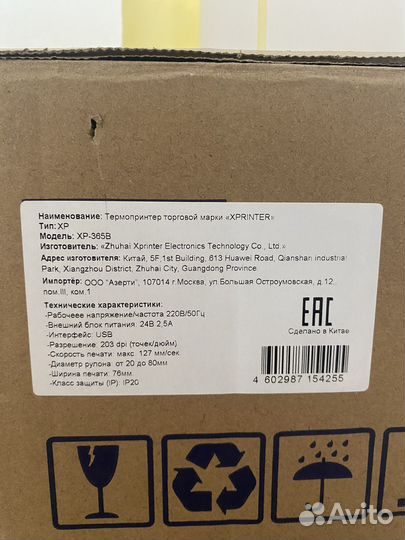 Наименование: Термопринтер торговой марки «XPRINTER»
Тип: XP
Модель: XP-365B
Изготовитель: «Zhuhai Xprinter Electronics Technology Co., Ltd.»
Адрес изготовителя: Китай, 5F,1st Building, 613 Huawei Road, Qianshan industrial
Park, Xiangzhou District, Zhuhai City, Guangdong Province
Импортёр: ООО "Азерти", 107014 г.Москва, ул.Большая Остроумовская, д.12,
пом.III, ком.1
Технические характеристики:
-Рабочеее напряжение/частота 220В/50Гц
-Внешний блок питания: 24В 2,5А
-Интерфейс: USB
-Разрешение: 203 dpi (точек/дюйм)
-Скорость печати: макс. 127 мм/сек
-Диаметр рулона: от 20 до 80мм
-Ширина печати: 76мм
-Класс защиты (IP): IP20
EAC
Сделано в Китае
4 602987 154255
Avito